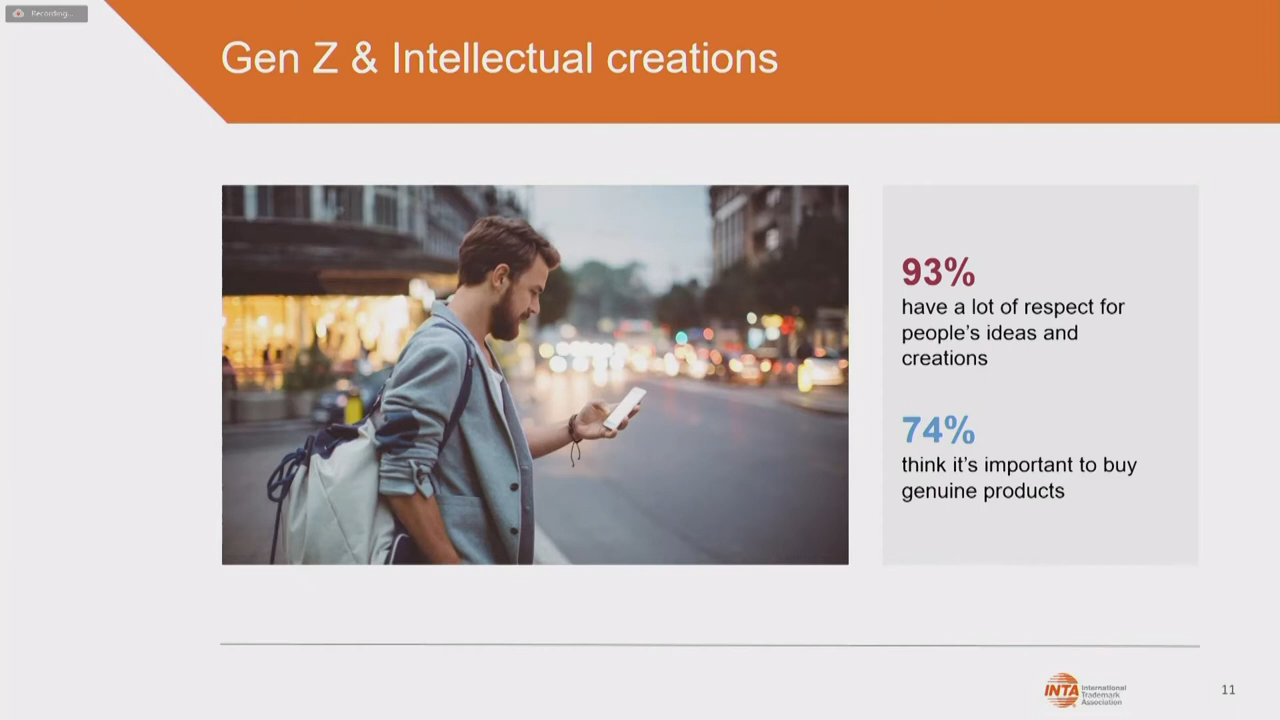 Recording...
Gen Z & Intellectual creations
93%
have a lot of respect for
people's ideas and
creations
74%
think it's important to buy
genuine products
INTA
International
Trademark
Association
11